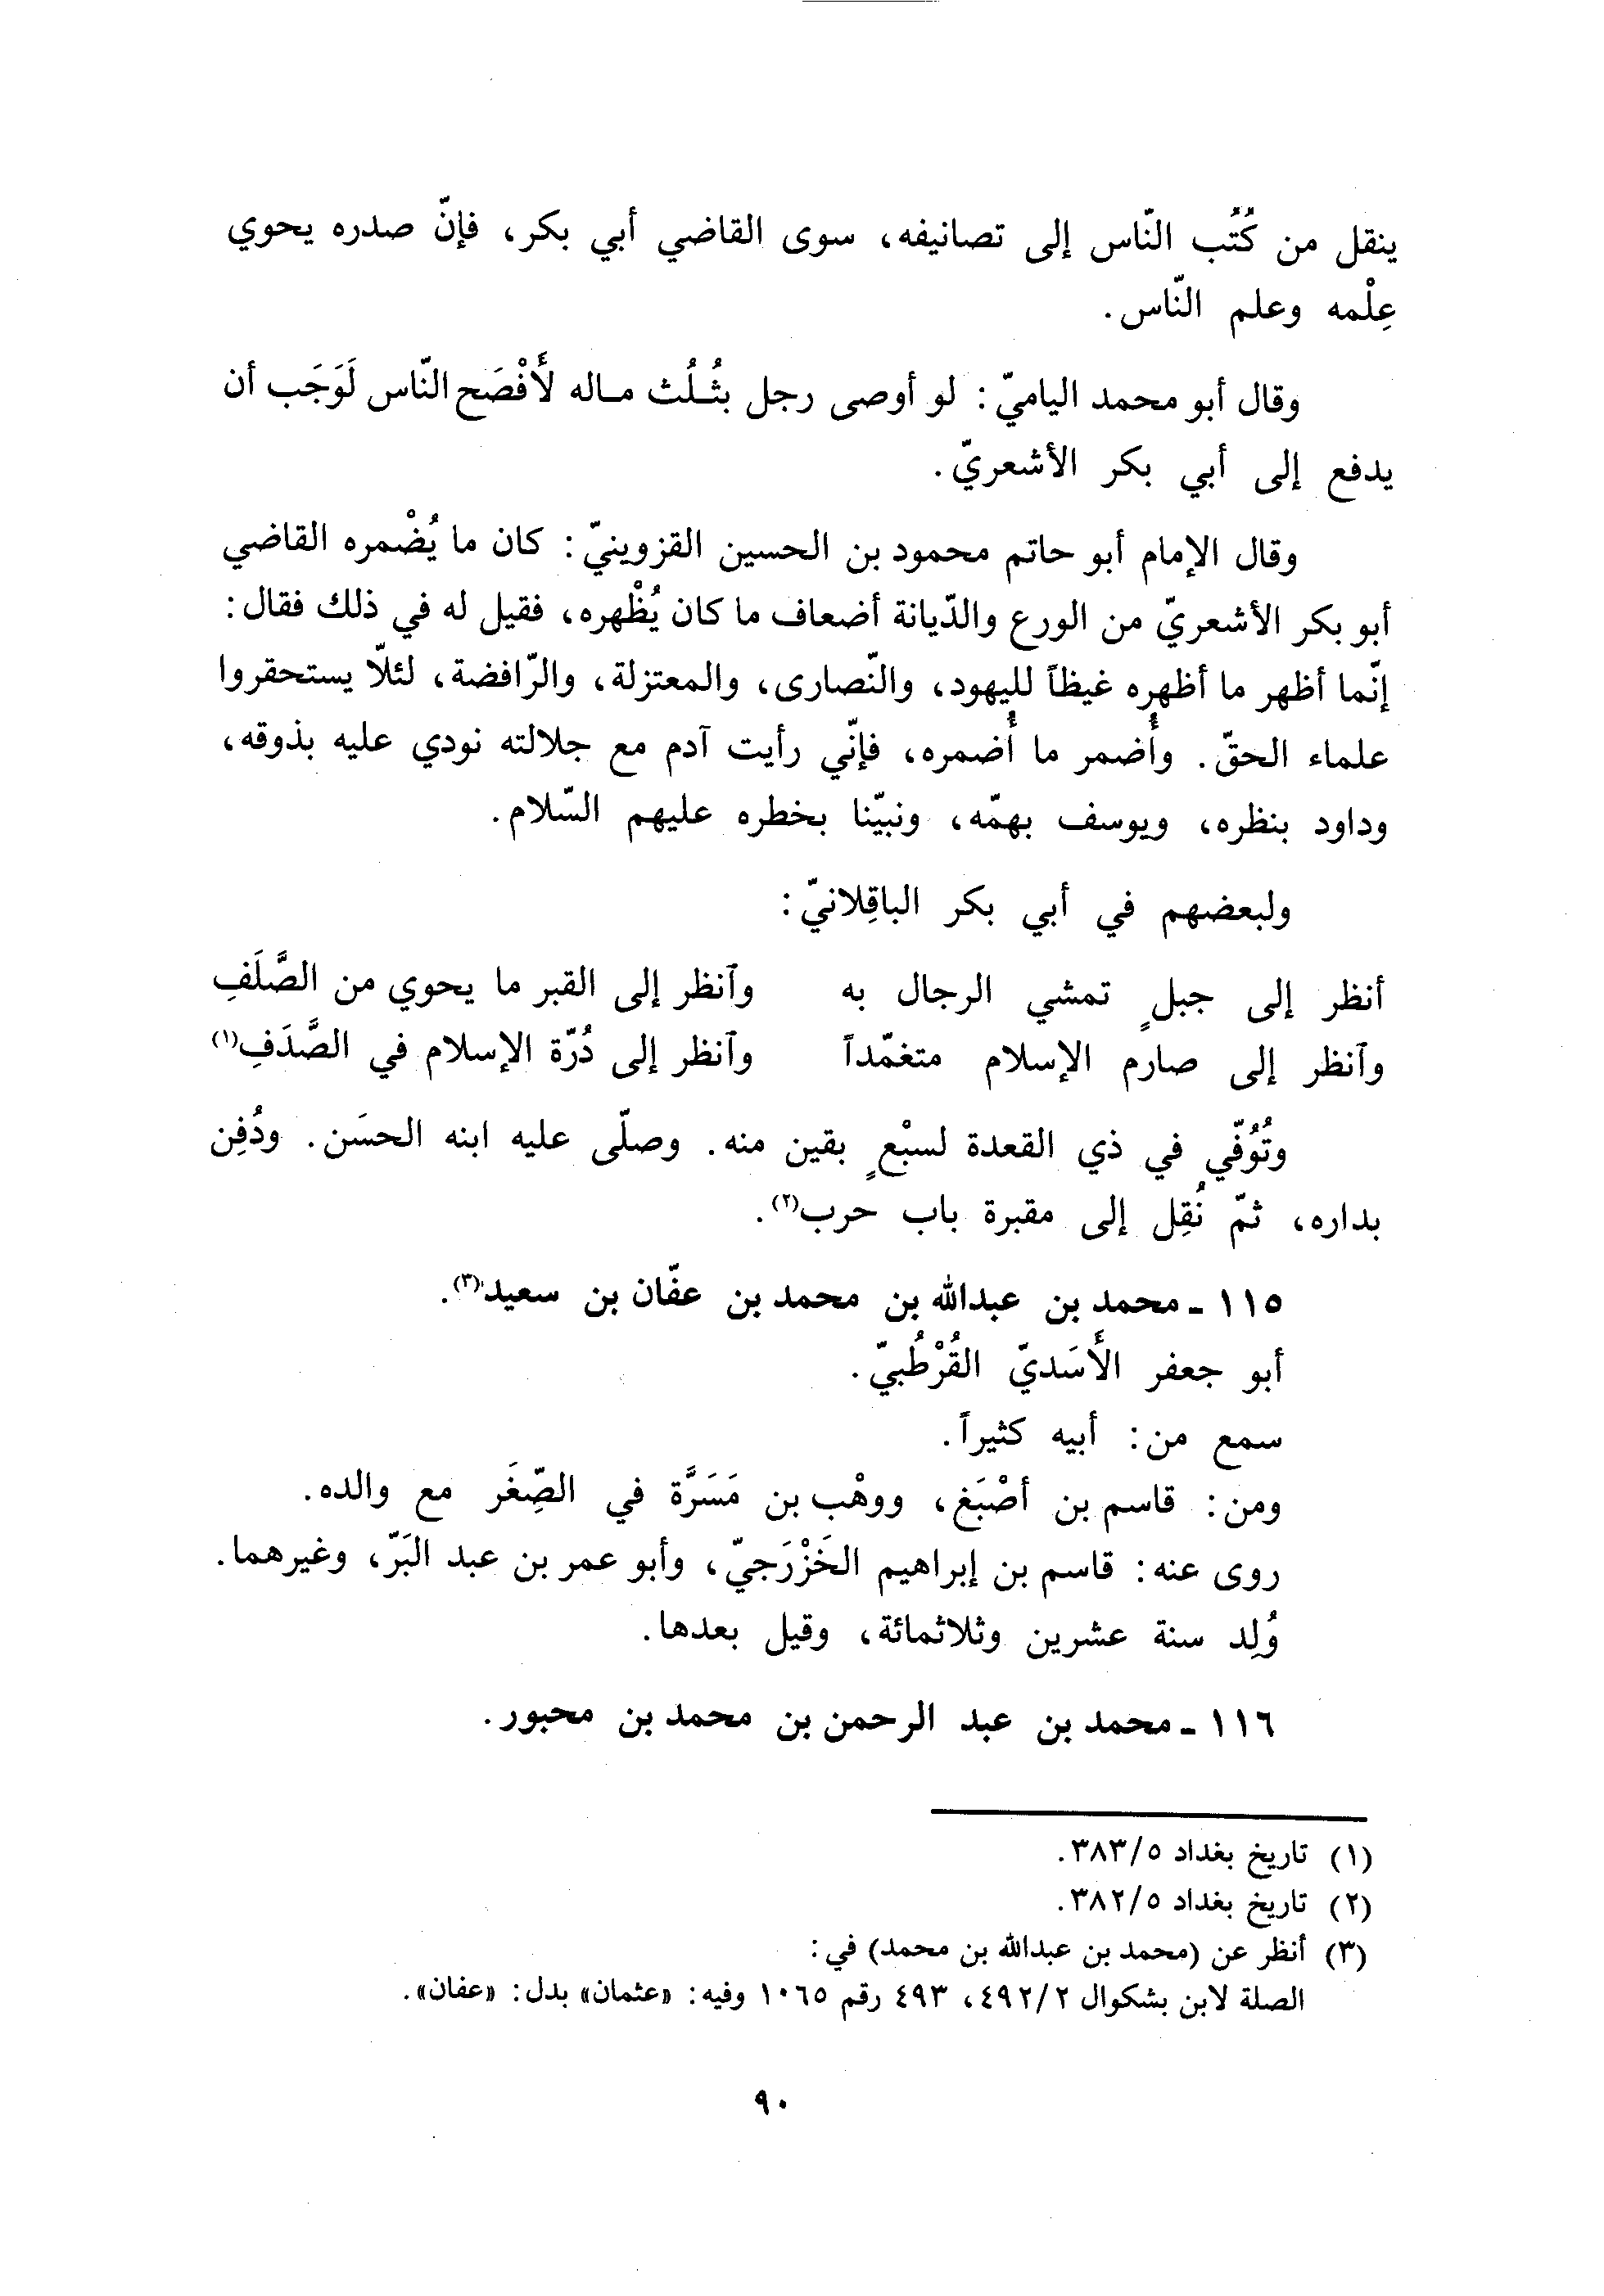 ينقل من كُتُب النّاس إلى تصانيفه، سوى القاضي أبي بكر، فإنّ صدره يحوي
عِلْمه وعلم النّاس.
وقال أبو محمد الياميّ: لو أوصى رجل بثُـلُث مـاله لأَفْصَح النّاس لَوَجَب أن
يدفع إلى أبي بكر الأشعريّ.
وقال الإمام أبو حاتم محمود بن الحسين القزوينيّ: كان ما يُضْمره القاضي
أبو بكر الأشعريّ من الورع والدّيانة أضعاف ما كان يُظْهره، فقيل له في ذلك فقال:
إنّما أظهر ما أظهره غيظاً لليهود، والنّصارى، والمعتزلة، والرّافضة، لئلّا يستحقروا
علماء الحقّ. وأُضمر ما أُضمره، فإنّي رأيت آدم مع جلالته نودي عليه بذوقه،
وداود بنظره، ويوسف بهمّه، ونبيّنا بخطره عليهم السّلام.
ولبعضهم في أبي بكر الباقِلانيّ:
أنظر إلى جبلٍ تمشي الرجال به وآنظر إلى القبر ما يحوي من الصَّلَفِ
وآنظر إلى صارم الإسلام متغمّداً وآنظر إلى دُرّة الإسلام في الصَّدَفِ(١)
وتُوُفّي في ذي القعدة لسبْعٍ بقين منه. وصلّى عليه ابنه الحسَن. ودُفِن
بداره، ثمّ نُقِل إلى مقبرة باب حرب(٢).
١١٥ ـ محمد بن عبدالله بن محمد بن عفّان بن سعيد(٣).
أبو جعفر الأَسَديّ القُرْطُبيّ.
سمع من: أبيه كثيراً.
ومن: قاسم بن أصْبَغ، ووهْب بن مَسَرَّة في الصِّغَر مع والده.
روى عنه: قاسم بن إبراهيم الخَزْرَجيّ، وأبو عمر بن عبد البَرّ، وغيرهما.
وُلِد سنة عشرين وثلاثمائة، وقيل بعدها.
١١٦ ـ محمد بن عبد الرحمن بن محمد بن محبور.
(١) تاريخ بغداد ٣٨٣/٥.
(٢) تاريخ بغداد ٣٨٢/٥.
(٣) أنظر عن (محمد بن عبدالله بن محمد) في:
الصلة لابن بشكوال ٤٩٢/٢، ٤٩٣ رقم ١٠٦٥ وفيه: «عثمان» بدل: «عفان».
٩٠